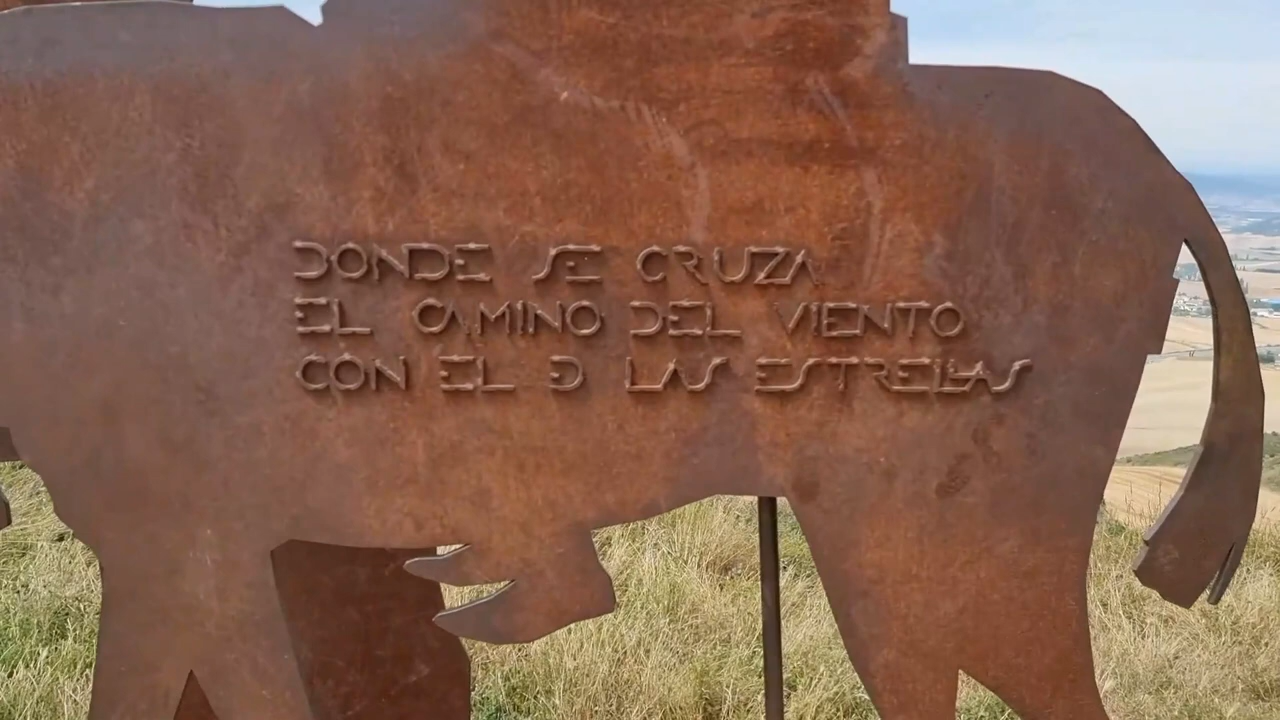 DONDE SE CRUZA
EL CAMINO DEL VIENTO
CON EL D LAS ESTRELLAS